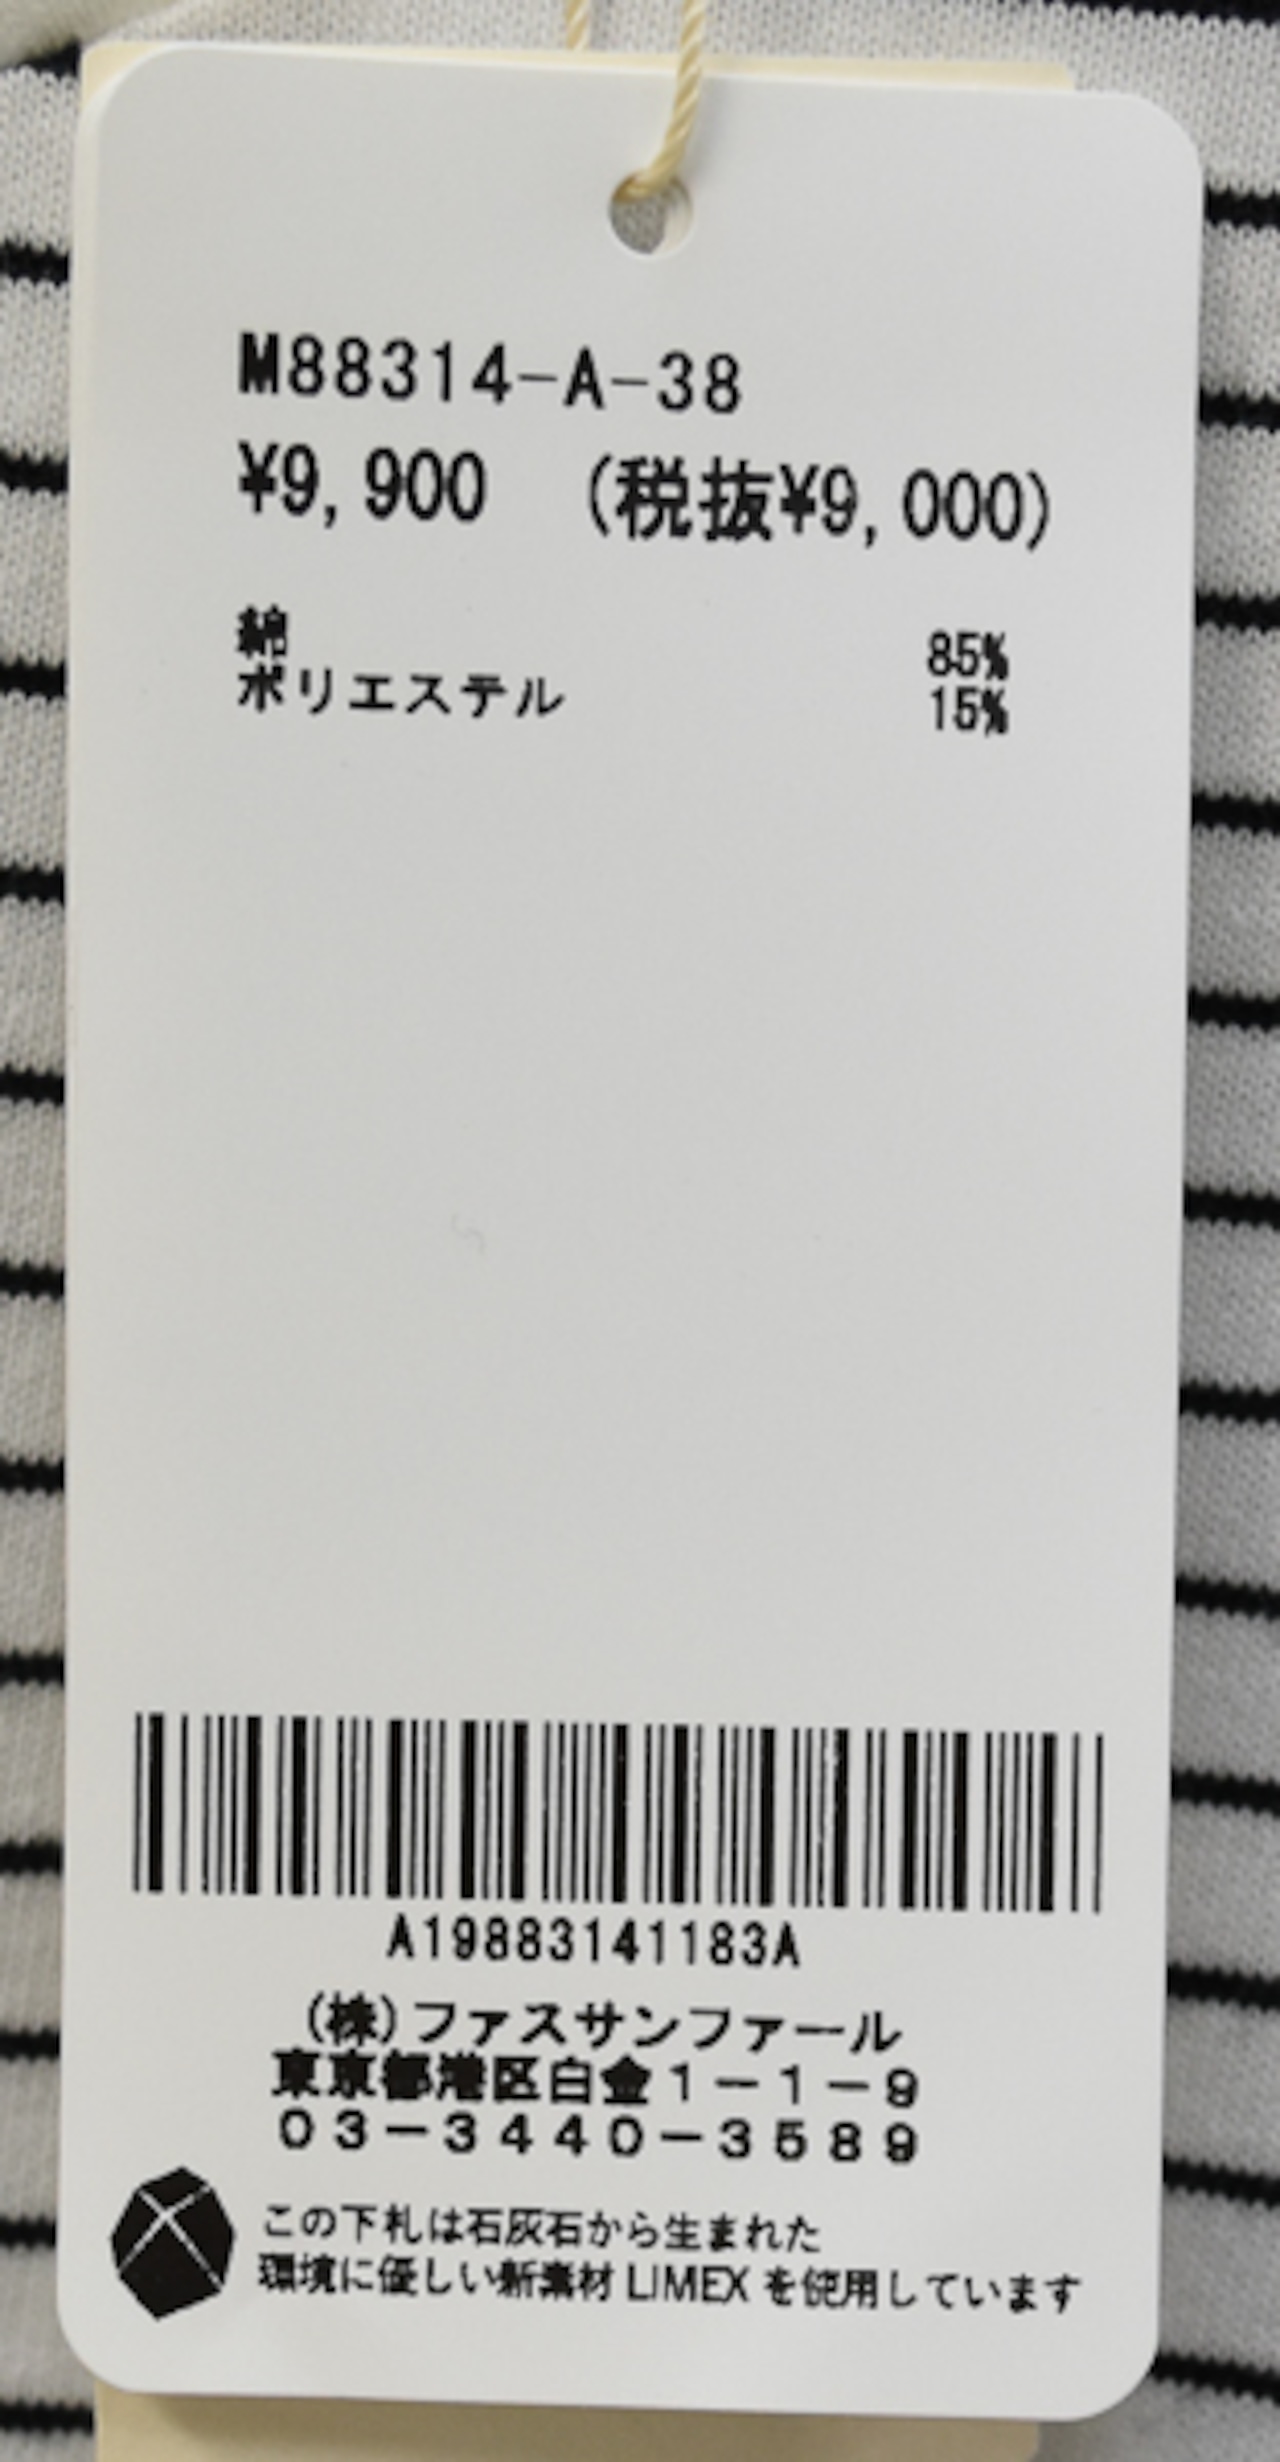 M88314-A-38
¥9,900 (税抜¥9,000)
綿 85%
ポリエステル 15%
A19883141183A
(株)ファスサンファール
東京都港区白金1-1-9
03-3440-3589
この下札は石灰石から生まれた
環境に優しい新素材 LIMEX を使用しています